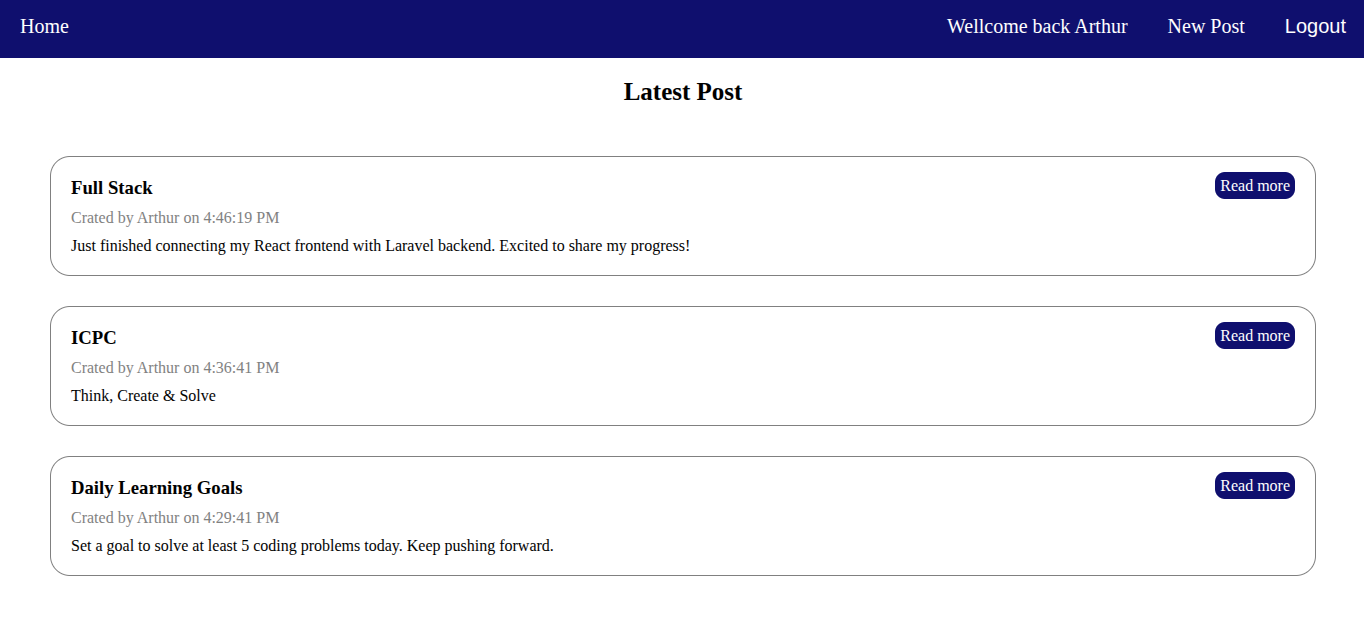 Home Wellcome back Arthur New Post Logout
Latest Post
Full Stack Read more
Crated by Arthur on 4:46:19 PM
Just finished connecting my React frontend with Laravel backend. Excited to share my progress!
ICPC Read more
Crated by Arthur on 4:36:41 PM
Think, Create & Solve
Daily Learning Goals Read more
Crated by Arthur on 4:29:41 PM
Set a goal to solve at least 5 coding problems today. Keep pushing forward.